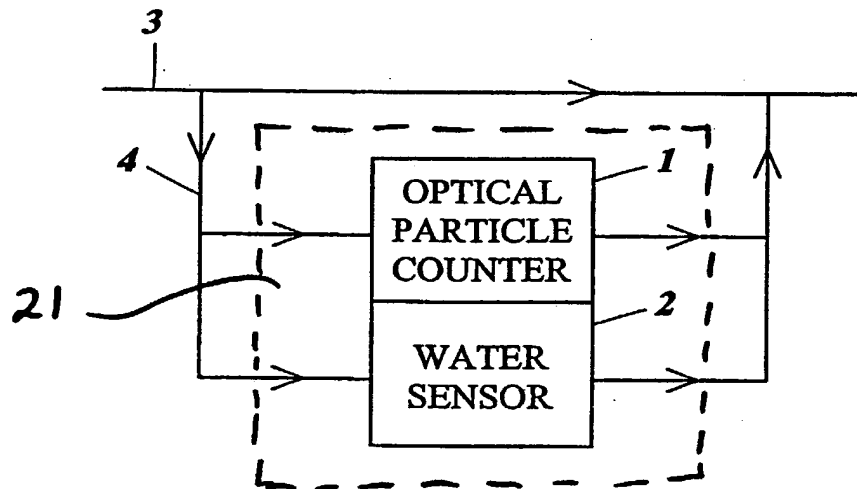 3
4
1
OPTICAL
PARTICLE
COUNTER
21
2
WATER
SENSOR